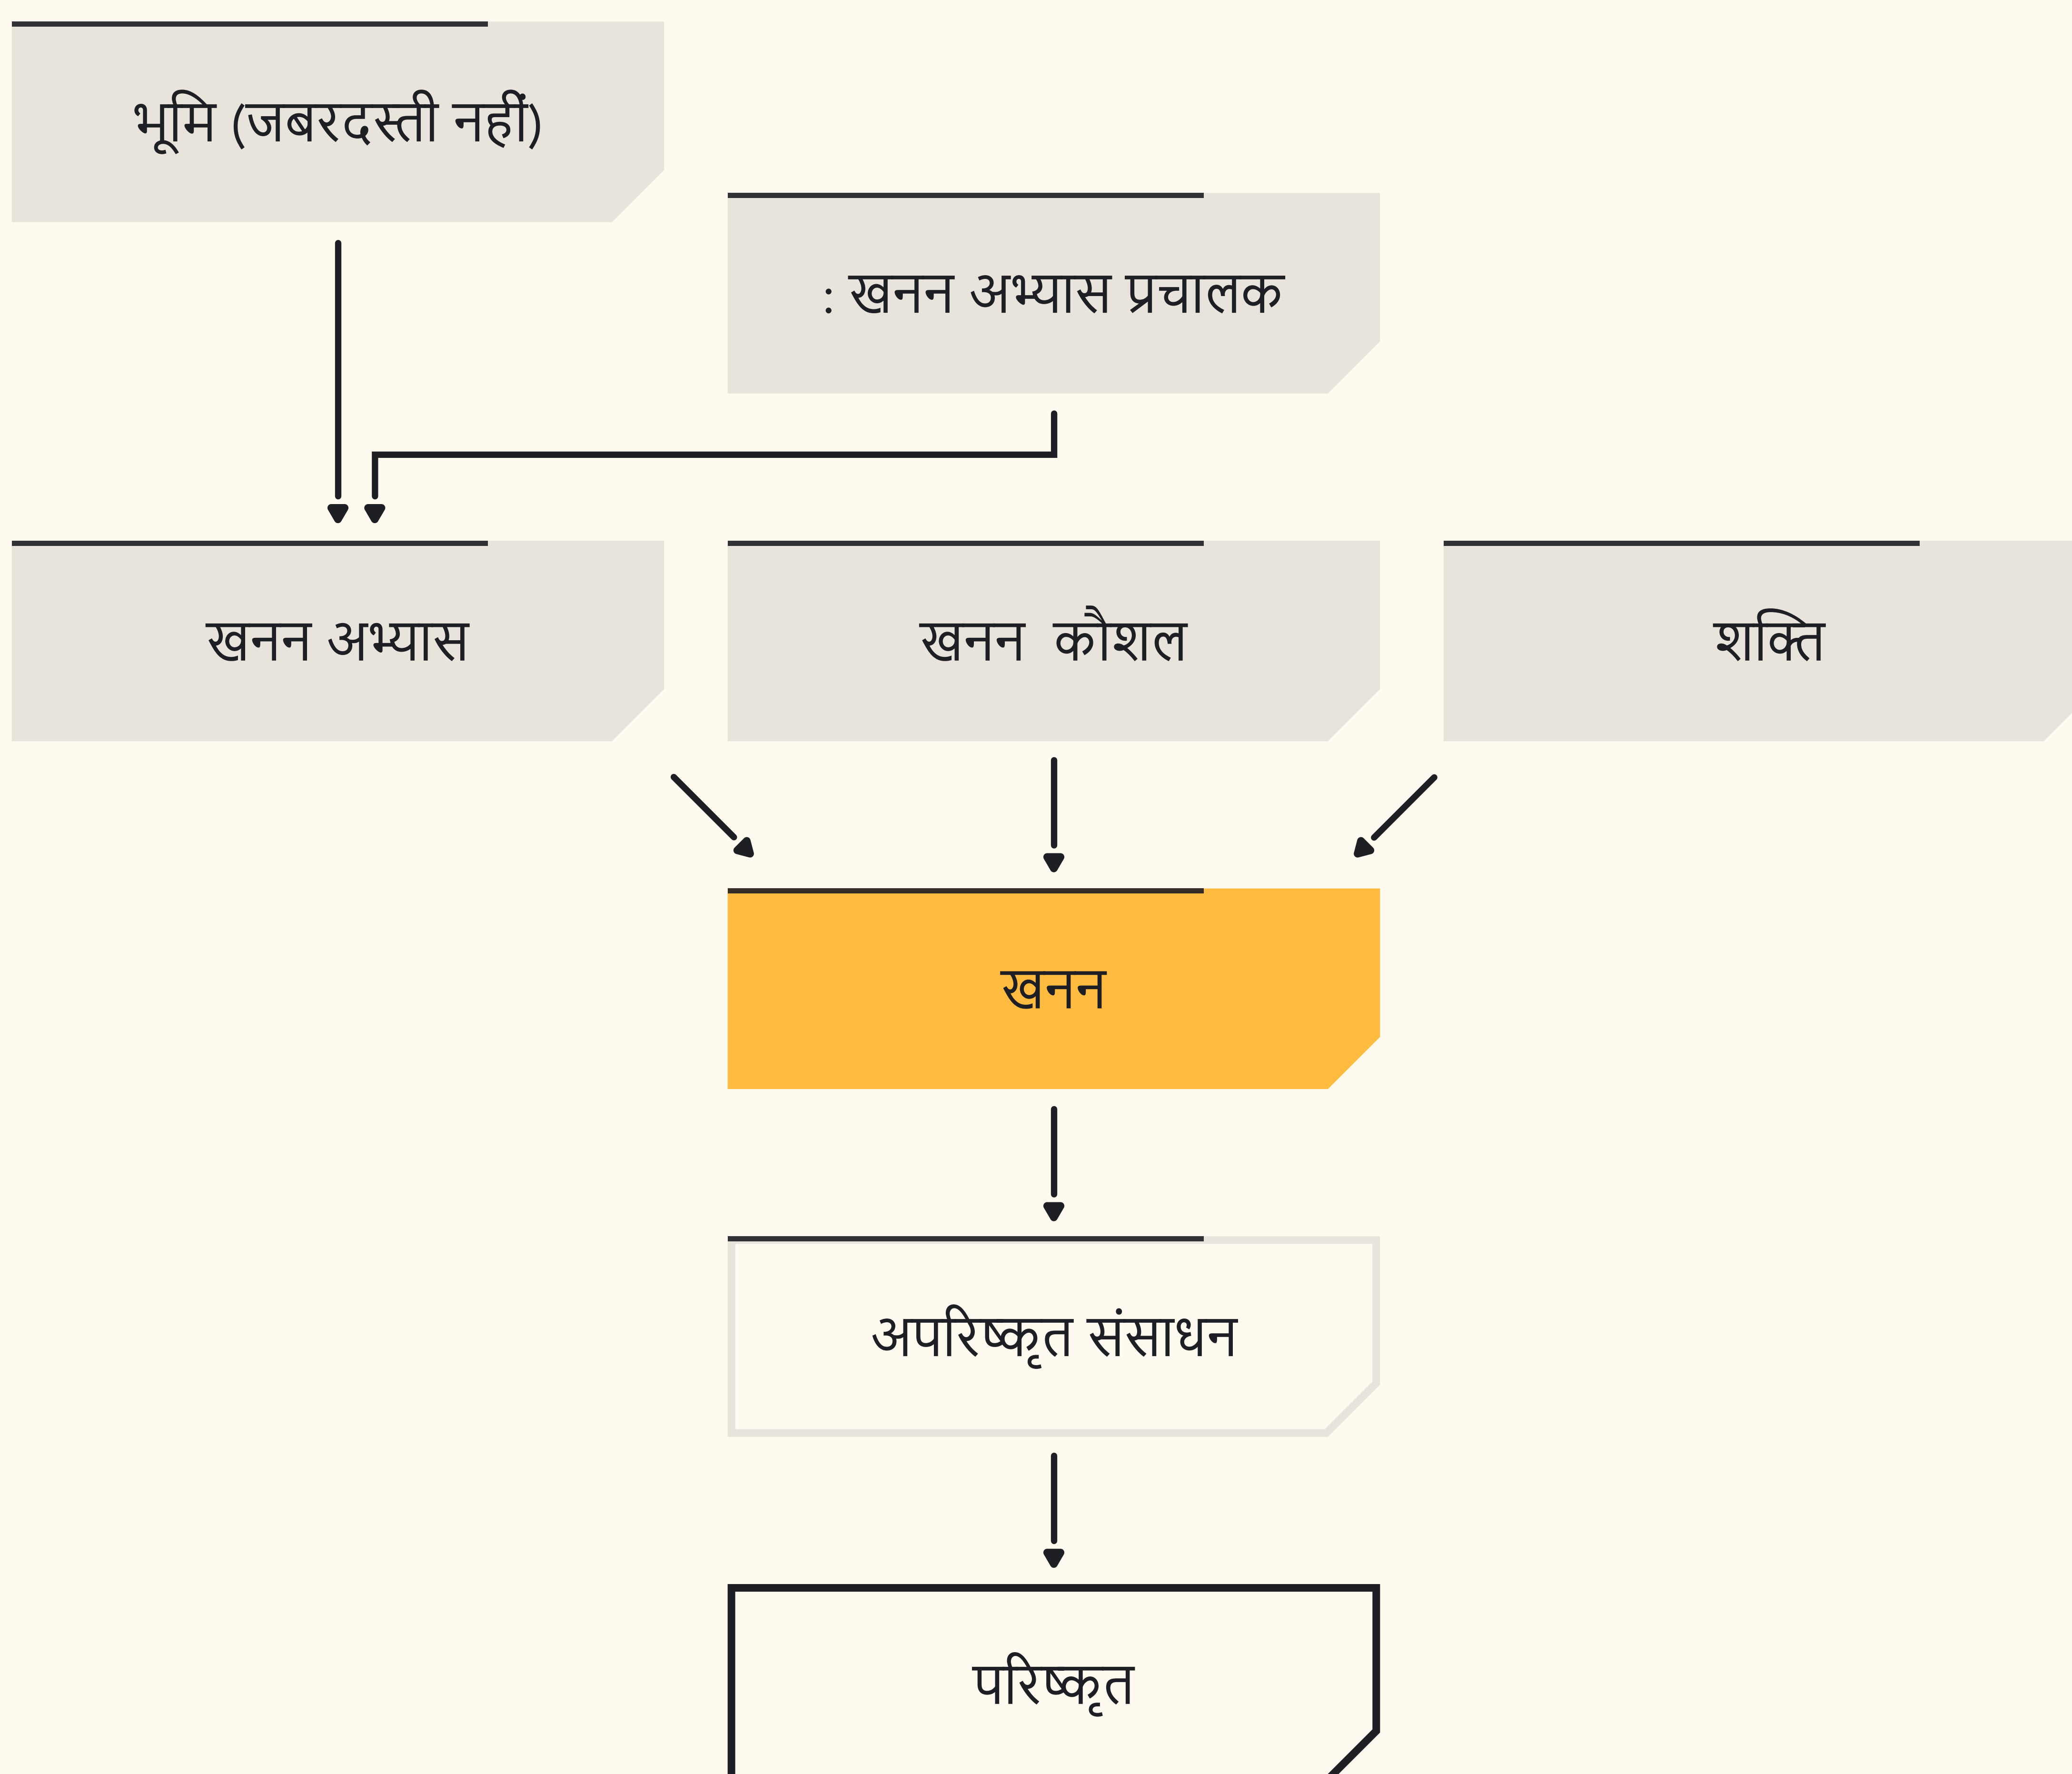 भूमि (जबरदस्ती नहीं)
: खनन अभ्यास प्रचालक
खनन अभ्यास
खनन कौशल
शक्ति
खनन
अपरिष्कृत संसाधन
परिष्कृत